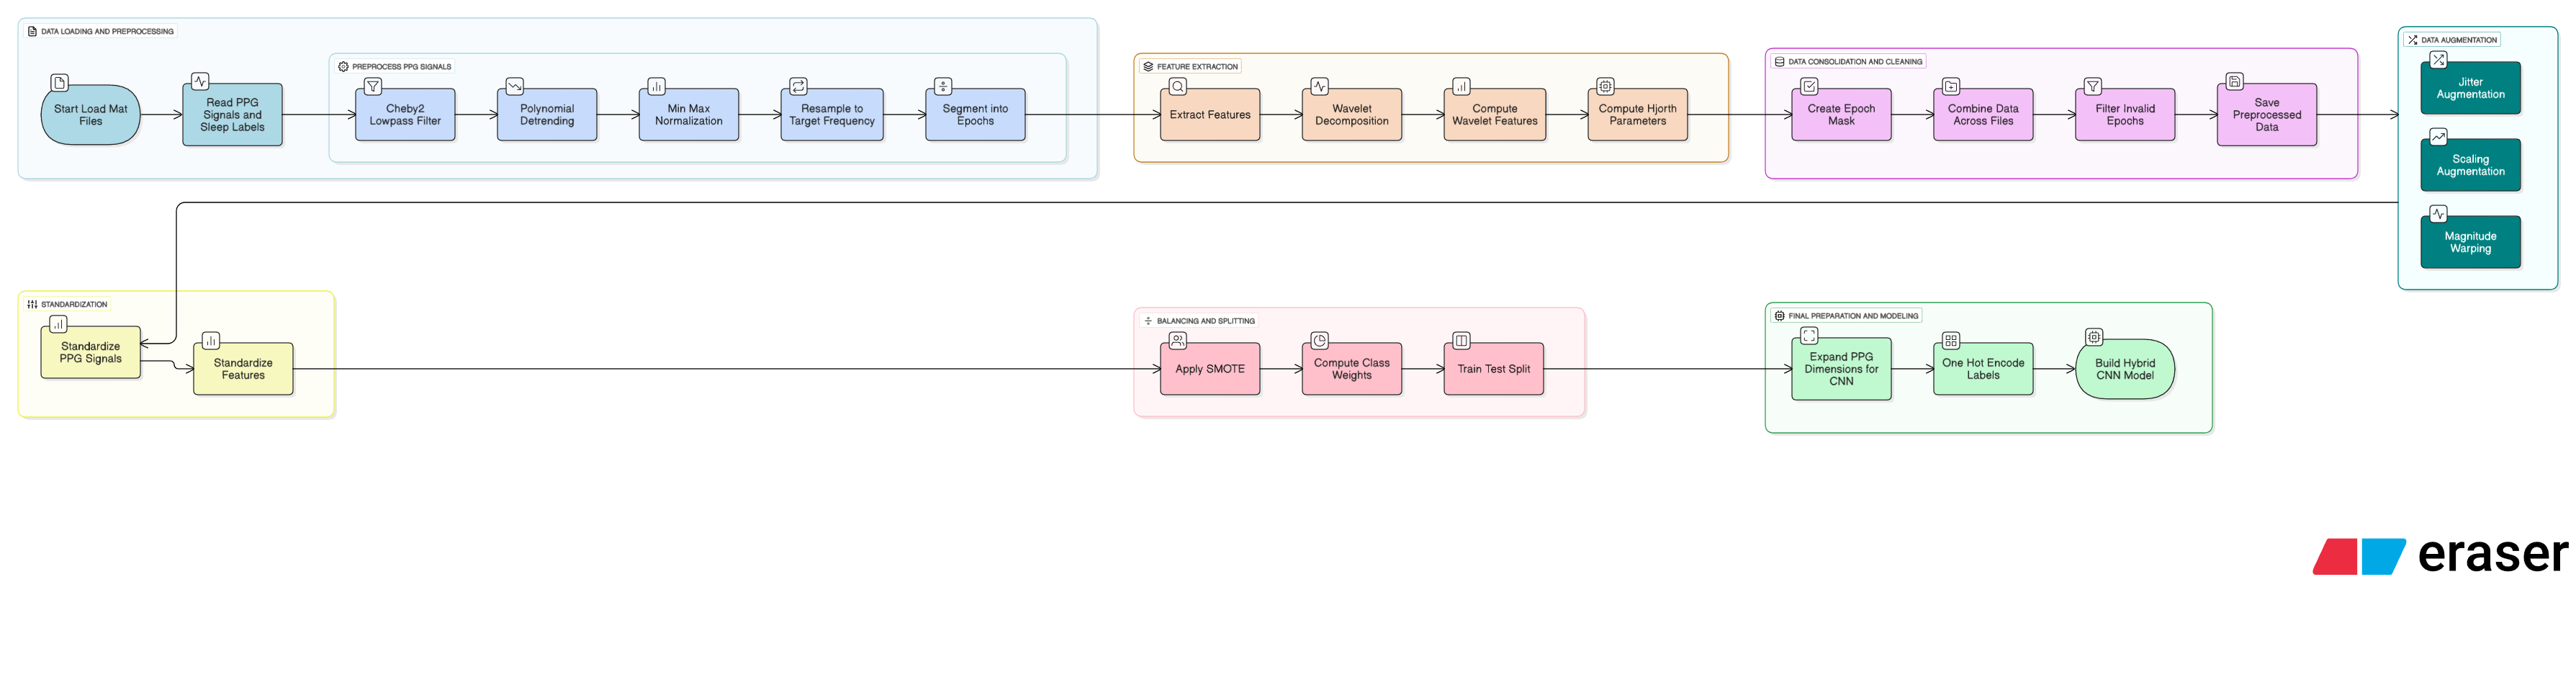 DATA LOADING AND PREPROCESSING
Start Load Mat
Files
Read PPG
Signals and
Sleep Labels
PREPROCESS PPG SIGNALS
Cheby2
Lowpass Filter
Polynomial
Detrending
Min Max
Normalization
Resample to
Target Frequency
Segment into
Epochs
FEATURE EXTRACTION
Extract Features
Wavelet
Decomposition
Compute
Wavelet Features
Compute Hjorth
Parameters
DATA CONSOLIDATION AND CLEANING
Create Epoch
Mask
Combine Data
Across Files
Filter Invalid
Epochs
Save
Preprocessed
Data
DATA AUGMENTATION
Jitter
Augmentation
Scaling
Augmentation
Magnitude
Warping
STANDARDIZATION
Standardize
PPG Signals
Standardize
Features
BALANCING AND SPLITTING
Apply SMOTE
Compute Class
Weights
Train Test Split
FINAL PREPARATION AND MODELING
Expand PPG
Dimensions for
CNN
One Hot Encode
Labels
Build Hybrid
CNN Model
eraser